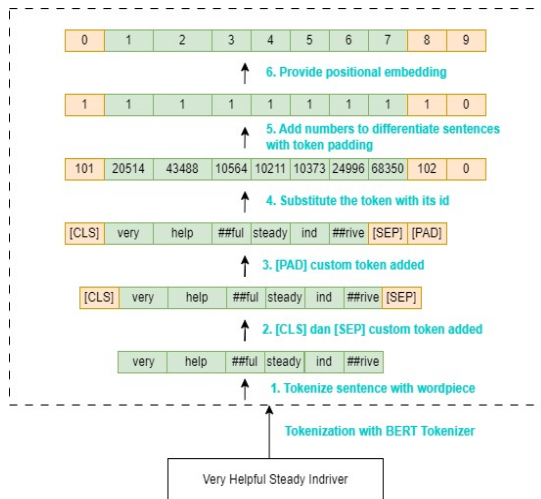 0 1 2 3 4 5 6 7 8 9
6. Provide positional embedding
1 1 1 1 1 1 1 1 1 0
5. Add numbers to differentiate sentences
with token padding
101 20514 43488 10564 10211 10373 24996 68350 102 0
4. Substitute the token with its id
[CLS] very help ##ful steady ind ##rive [SEP] [PAD]
3. [PAD] custom token added
[CLS] very help ##ful steady ind ##rive [SEP]
2. [CLS] dan [SEP] custom token added
very help ##ful steady ind ##rive
1. Tokenize sentence with wordpiece
Tokenization with BERT Tokenizer
Very Helpful Steady Indriver